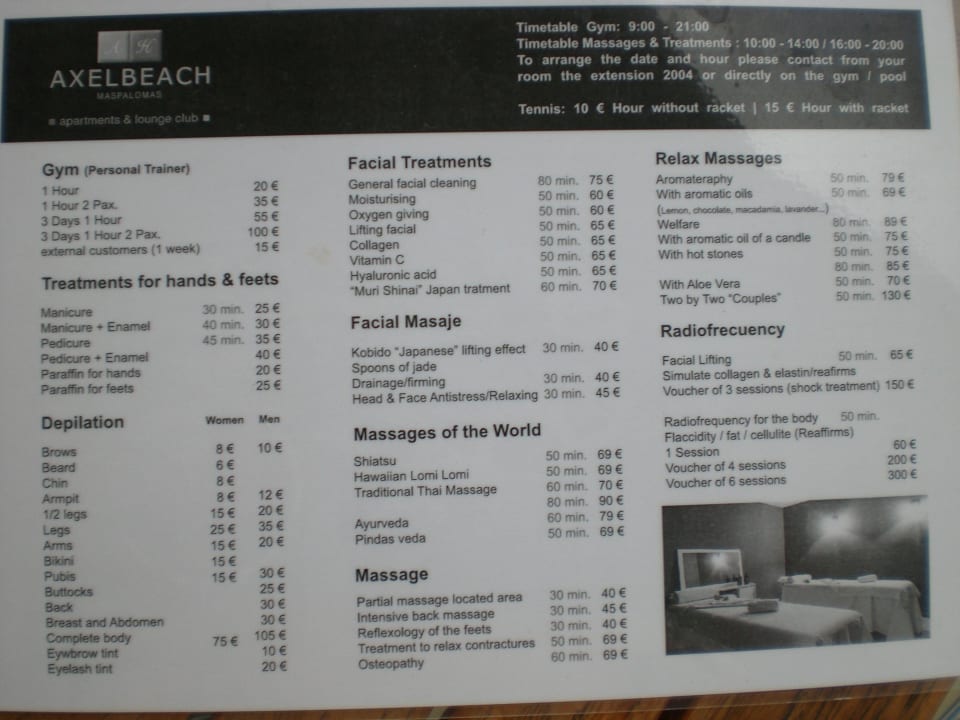 A H
AXELBEACH
MASPALOMAS
apartments & lounge club
Timetable Gym: 9:00 - 21:00
Timetable Massages & Treatments : 10:00 - 14:00 / 16:00 - 20:00
To arrange the date and hour please contact from your
room the extension 2004 or directly on the gym / pool
Tennis: 10 € Hour without racket | 15 € Hour with racket
Gym (Personal Trainer)
1 Hour 20 €
1 Hour 2 Pax. 35 €
3 Days 1 Hour 55 €
3 Days 1 Hour 2 Pax. 100 €
external customers (1 week) 15 €
Treatments for hands & feets
Manicure 30 min. 25 €
Manicure + Enamel 40 min. 30 €
Pedicure 45 min. 35 €
Pedicure + Enamel 40 €
Paraffin for hands 20 €
Paraffin for feets 25 €
Depilation Women Men
Brows 8 € 10 €
Beard 6 €
Chin 8 €
Armpit 8 € 12 €
1/2 legs 15 € 20 €
Legs 25 € 35 €
Arms 15 € 20 €
Bikini 15 €
Pubis 15 € 30 €
Buttocks 25 €
Back 30 €
Breast and Abdomen 30 €
Complete body 75 € 105 €
Eywbrow tint 10 €
Eyelash tint 20 €
Facial Treatments
General facial cleaning 80 min. 75 €
Moisturising 50 min. 60 €
Oxygen giving 50 min. 60 €
Lifting facial 50 min. 65 €
Collagen 50 min. 65 €
Vitamin C 50 min. 65 €
Hyaluronic acid 50 min. 65 €
“Muri Shinai” Japan tratment 60 min. 70 €
Facial Masaje
Kobido “Japanese” lifting effect 30 min. 40 €
Spoons of jade
Drainage/firming 30 min. 40 €
Head & Face Antistress/Relaxing 30 min. 45 €
Massages of the World
Shiatsu 50 min. 69 €
Hawaiian Lomi Lomi 50 min. 69 €
Traditional Thai Massage 60 min. 70 €
80 min. 90 €
Ayurveda 60 min. 79 €
Pindas veda 50 min. 69 €
Massage
Partial massage located area 30 min. 40 €
Intensive back massage 30 min. 45 €
Reflexology of the feets 30 min. 40 €
Treatment to relax contractures 50 min. 69 €
Osteopathy 60 min. 69 €
Relax Massages
Aromateraphy 50 min. 79 €
With aromatic oils 50 min. 69 €
(Lemon, chocolate, macadamia, lavander...)
Welfare 80 min. 89 €
With aromatic oil of a candle 50 min. 75 €
With hot stones 50 min. 75 €
80 min. 85 €
With Aloe Vera 50 min. 70 €
Two by Two “Couples” 50 min. 130 €
Radiofrecuency
Facial Lifting 50 min. 65 €
Simulate collagen & elastin/reafirms
Voucher of 3 sessions (shock treatment) 150 €
Radiofrequency for the body 50 min.
Flaccidity / fat / cellulite (Reaffirms)
1 Session 60 €
Voucher of 4 sessions 200 €
Voucher of 6 sessions 300 €